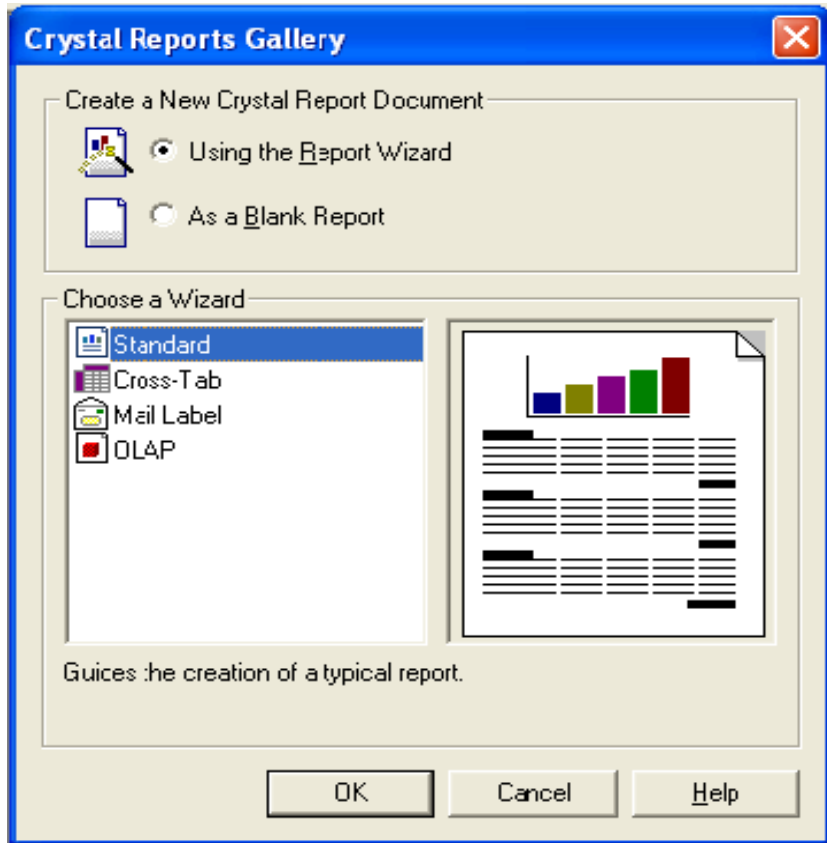 Crystal Reports Gallery
Create a New Crystal Report Document
Using the Report Wizard
As a Blank Report
Choose a Wizard
Standard
Cross-Tab
Mail Label
OLAP
Guices the creation of a typical report.
OK
Cancel
Help